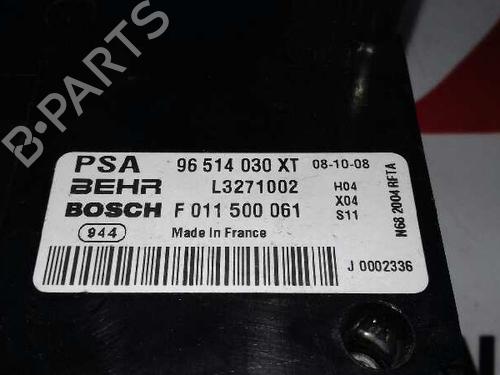 B-PARTS
PSA 96 514 030 XT 08-10-08
BEHR L3271002 H04
BOSCH F 011 500 061 X04
S11
944 Made in France
J 0002336
N68 2004 RFTA